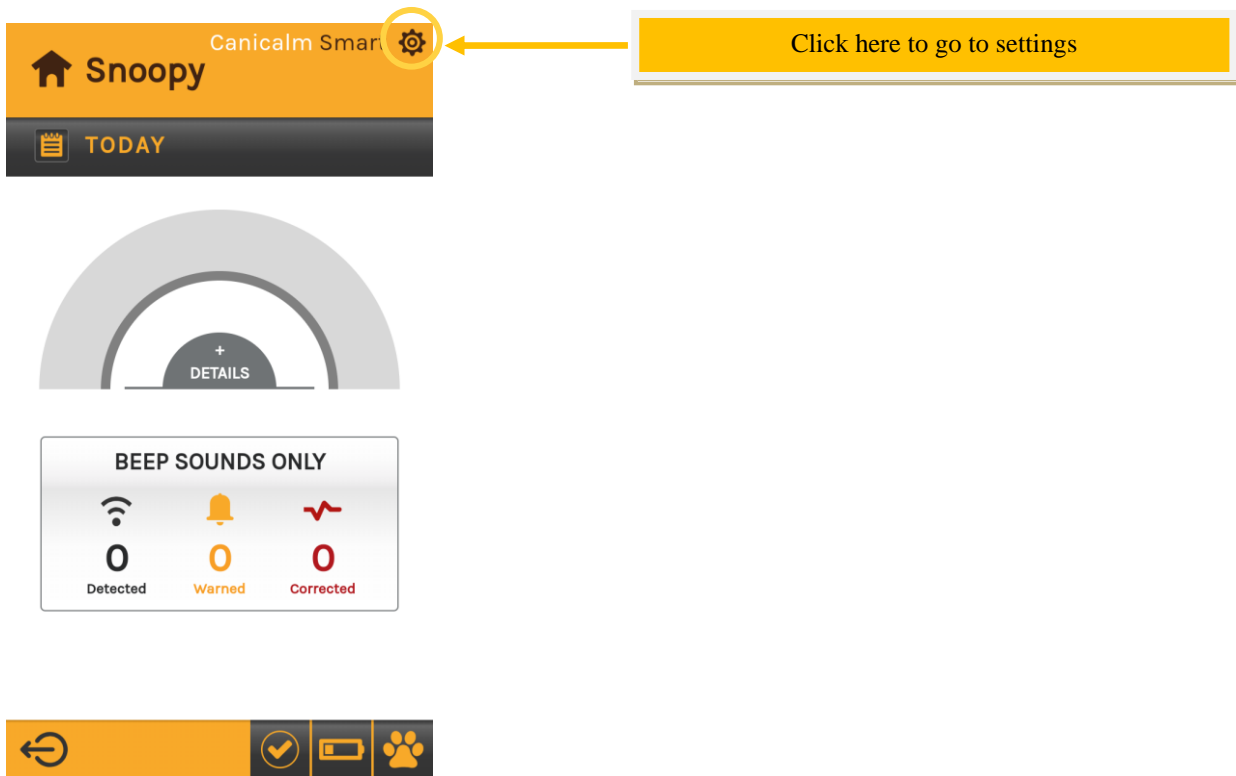 Canicalm Smart
Snoopy
Click here to go to settings
TODAY
+
DETAILS
BEEP SOUNDS ONLY
0 0 0
Detected Warned Corrected